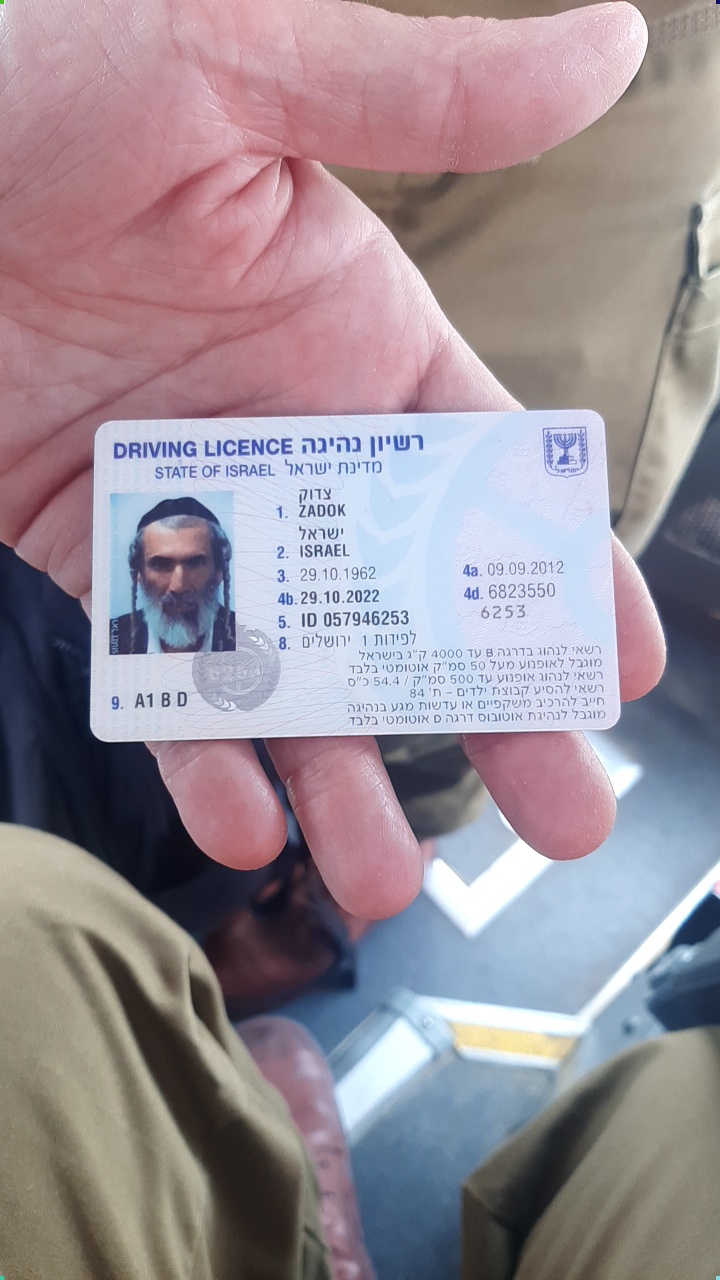 DRIVING LICENCE רשיון נהיגה
STATE OF ISRAEL מדינת ישראל
צדוק
1. ZADOK
ישראל
2. ISRAEL
3. 29.10.1962
4a. 09.09.2012
4b. 29.10.2022
4d. 6823550
5. ID 057946253
6253
8. לפידות 1 ירושלים
9. A1 B D
רשאי לנהוג בדרגה B עד 4000 ק"ג בישראל
מוגבל לאופנוע מעל 50 סמ"ק אוטומטי בלבד
רשאי לנהוג אופנוע עד 500 סמ"ק / 54.4 כ"ס
רשאי להסיע קבוצת ילדים - ת' 84
חייב להרכיב משקפיים או עדשות מגע בנהיגה
מוגבל לנהיגת אוטובוס דרגה D אוטומטי בלבד